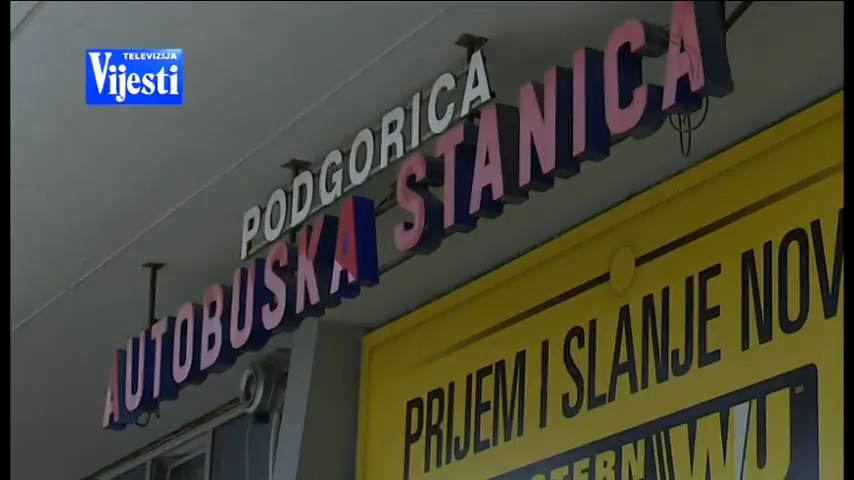 TELEVIZIJA
Vijesti
PODGORICA
AUTOBUSKA STANICA
PRIJEM I SLANJE NOV
WU